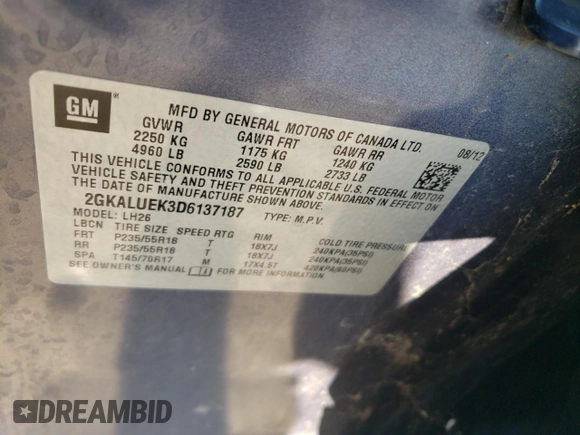 GM ®
MFD BY GENERAL MOTORS OF CANADA LTD.
GVWR GAWR FRT GAWR RR 08/12
2250 KG 1175 KG 1240 KG
4960 LB 2590 LB 2733 LB
THIS VEHICLE CONFORMS TO ALL APPLICABLE U.S. FEDERAL MOTOR
VEHICLE SAFETY AND THEFT PREVENTION STANDARDS IN EFFECT ON
THE DATE OF MANUFACTURE SHOWN ABOVE.
2GKALUEK3D6137187 TYPE: M.P.V.
MODEL: LH26
LBCN TIRE SIZE SPEED RTG RIM COLD TIRE PRESSURE
FRT P235/55R18 T 18X7J 240KPA(35PSI)
RR P235/55R18 T 18X7J 240KPA(35PSI)
SPA T145/70R17 M 17X4.5T 420KPA(60PSI)
SEE OWNER'S MANUAL FOR MORE INFORMATION
DREAMBID